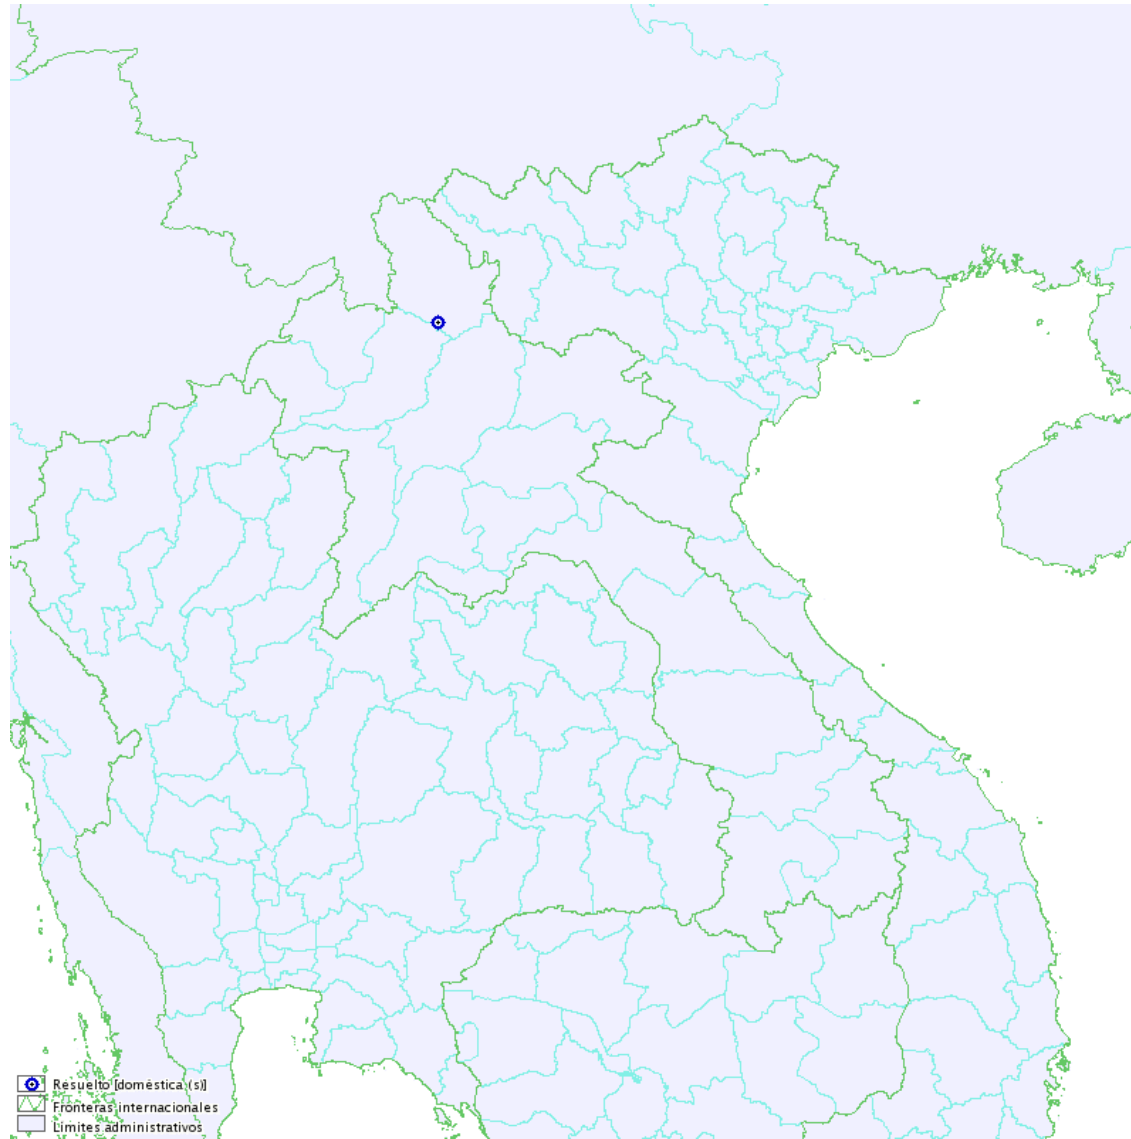 Resuelto [doméstica (s)]
Fronteras internacionales
Límites administrativos